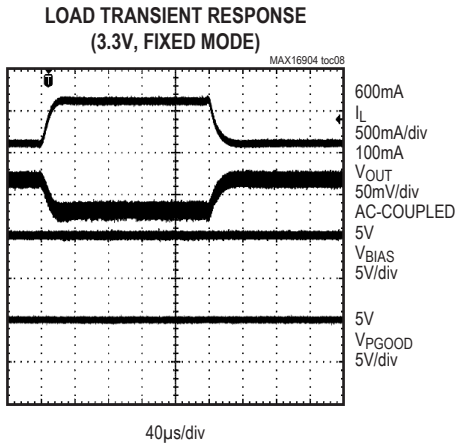 LOAD TRANSIENT RESPONSE
(3.3V, FIXED MODE)
MAX16904 toc08
T
600mA
IL
500mA/div
100mA
VOUT
50mV/div
AC-COUPLED
5V
VBIAS
5V/div
5V
VPGOOD
5V/div
40µs/div